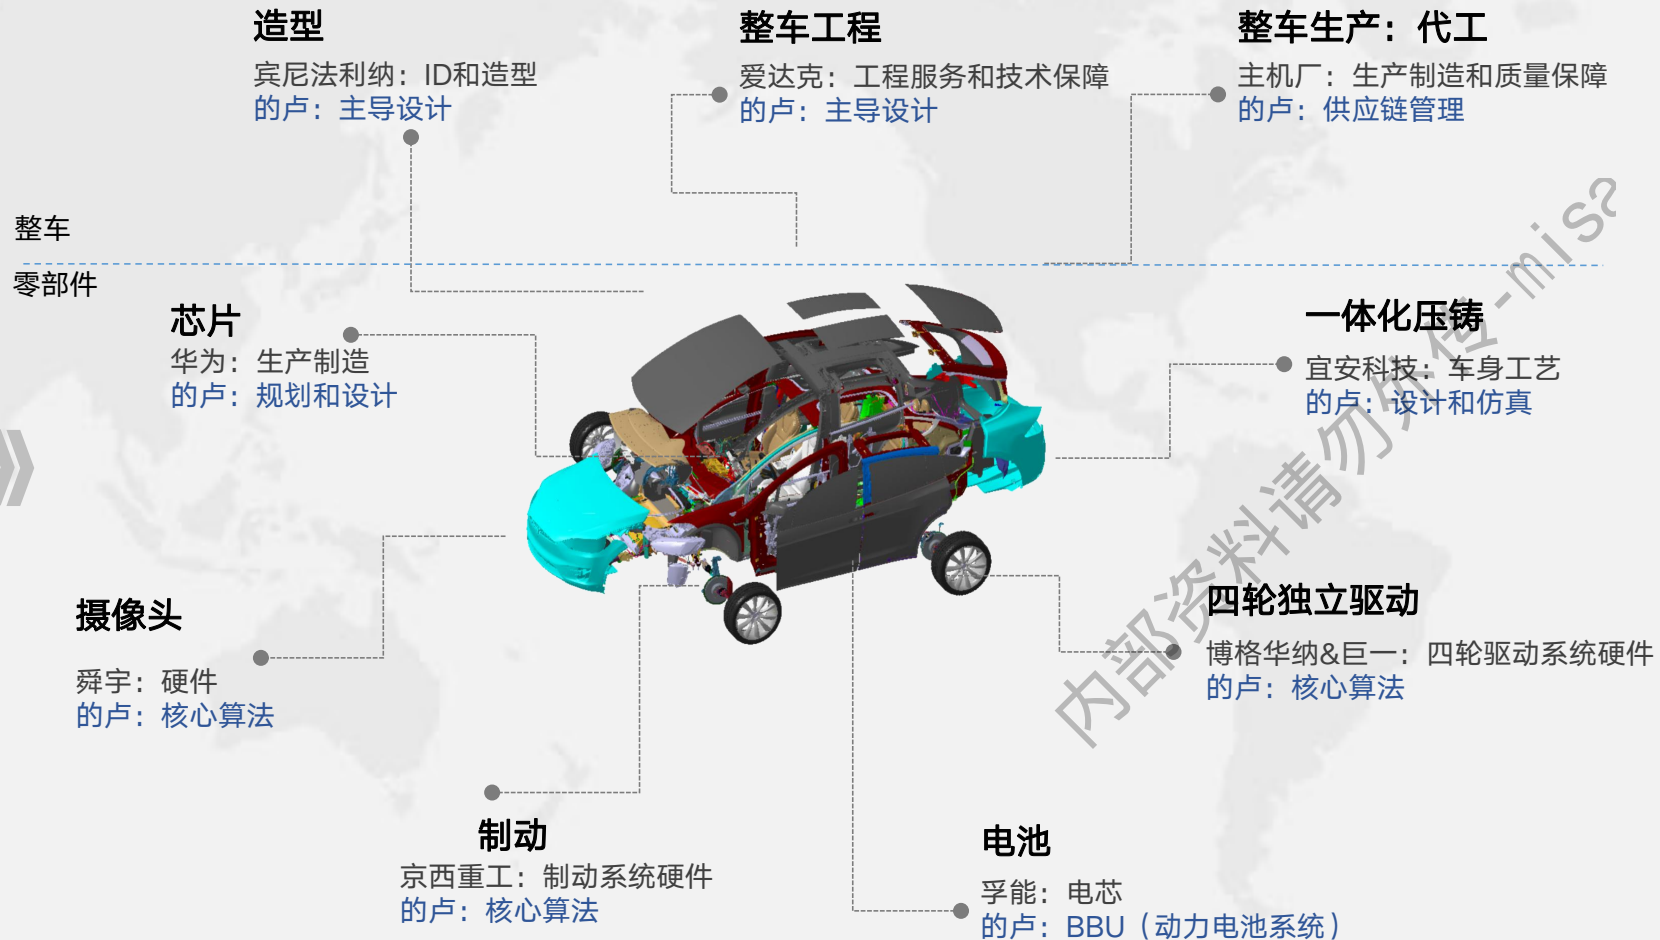 造型
宾尼法利纳：ID和造型
的卢：主导设计
整车工程
爱达克：工程服务和技术保障
的卢：主导设计
整车生产：代工
主机厂：生产制造和质量保障
的卢：供应链管理
整车
零部件
芯片
华为：生产制造
的卢：规划和设计
一体化压铸
宜安科技：车身工艺
的卢：设计和仿真
摄像头
舜宇：硬件
的卢：核心算法
四轮独立驱动
博格华纳&巨一：四轮驱动系统硬件
的卢：核心算法
制动
京西重工：制动系统硬件
的卢：核心算法
电池
孚能：电芯
的卢：BBU（动力电池系统）
内部资料请勿外传-misa